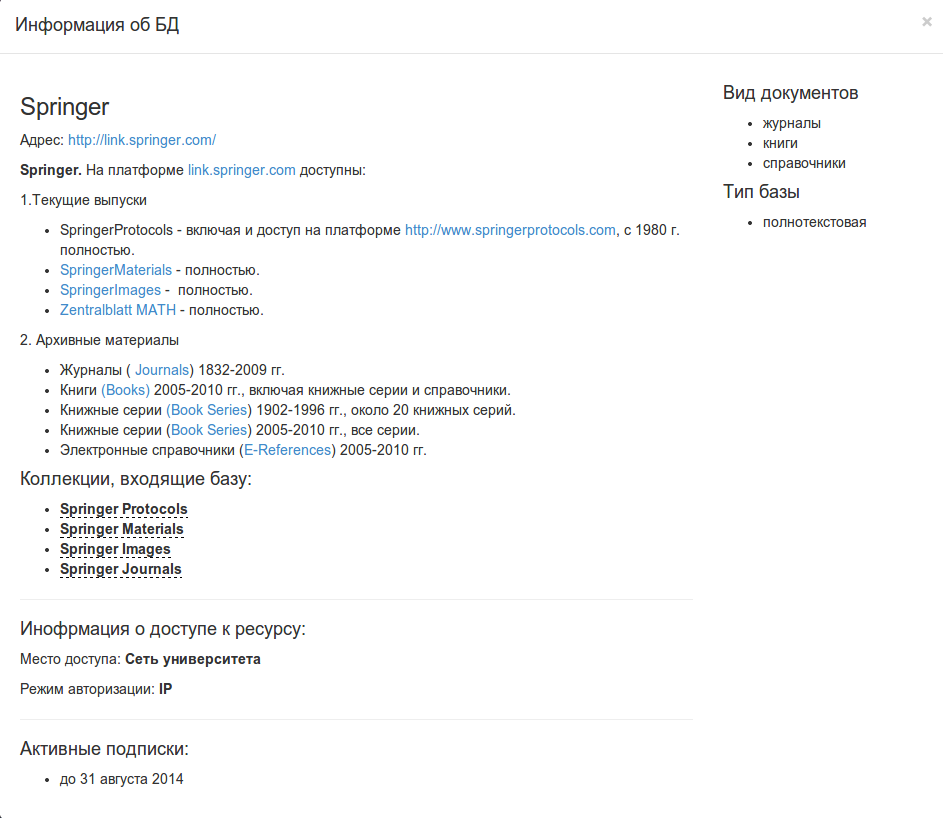 Информация об БД
×
Springer
Адрес: http://link.springer.com/
Springer. На платформе link.springer.com доступны:
1.Текущие выпуски
• SpringerProtocols - включая и доступ на платформе http://www.springerprotocols.com, с 1980 г.
полностью.
• SpringerMaterials - полностью.
• SpringerImages -  полностью.
• Zentralblatt MATH - полностью.
2. Архивные материалы
• Журналы ( Journals) 1832-2009 гг.
• Книги (Books) 2005-2010 гг., включая книжные серии и справочники.
• Книжные серии (Book Series) 1902-1996 гг., около 20 книжных серий.
• Книжные серии (Book Series) 2005-2010 гг., все серии.
• Электронные справочники (E-References) 2005-2010 гг.
Коллекции, входящие базу:
• Springer Protocols
• Springer Materials
• Springer Images
• Springer Journals
Инофрмация о доступе к ресурсу:
Место доступа: Сеть университета
Режим авторизации: IP
Активные подписки:
• до 31 августа 2014
Вид документов
• журналы
• книги
• справочники
Тип базы
• полнотекстовая